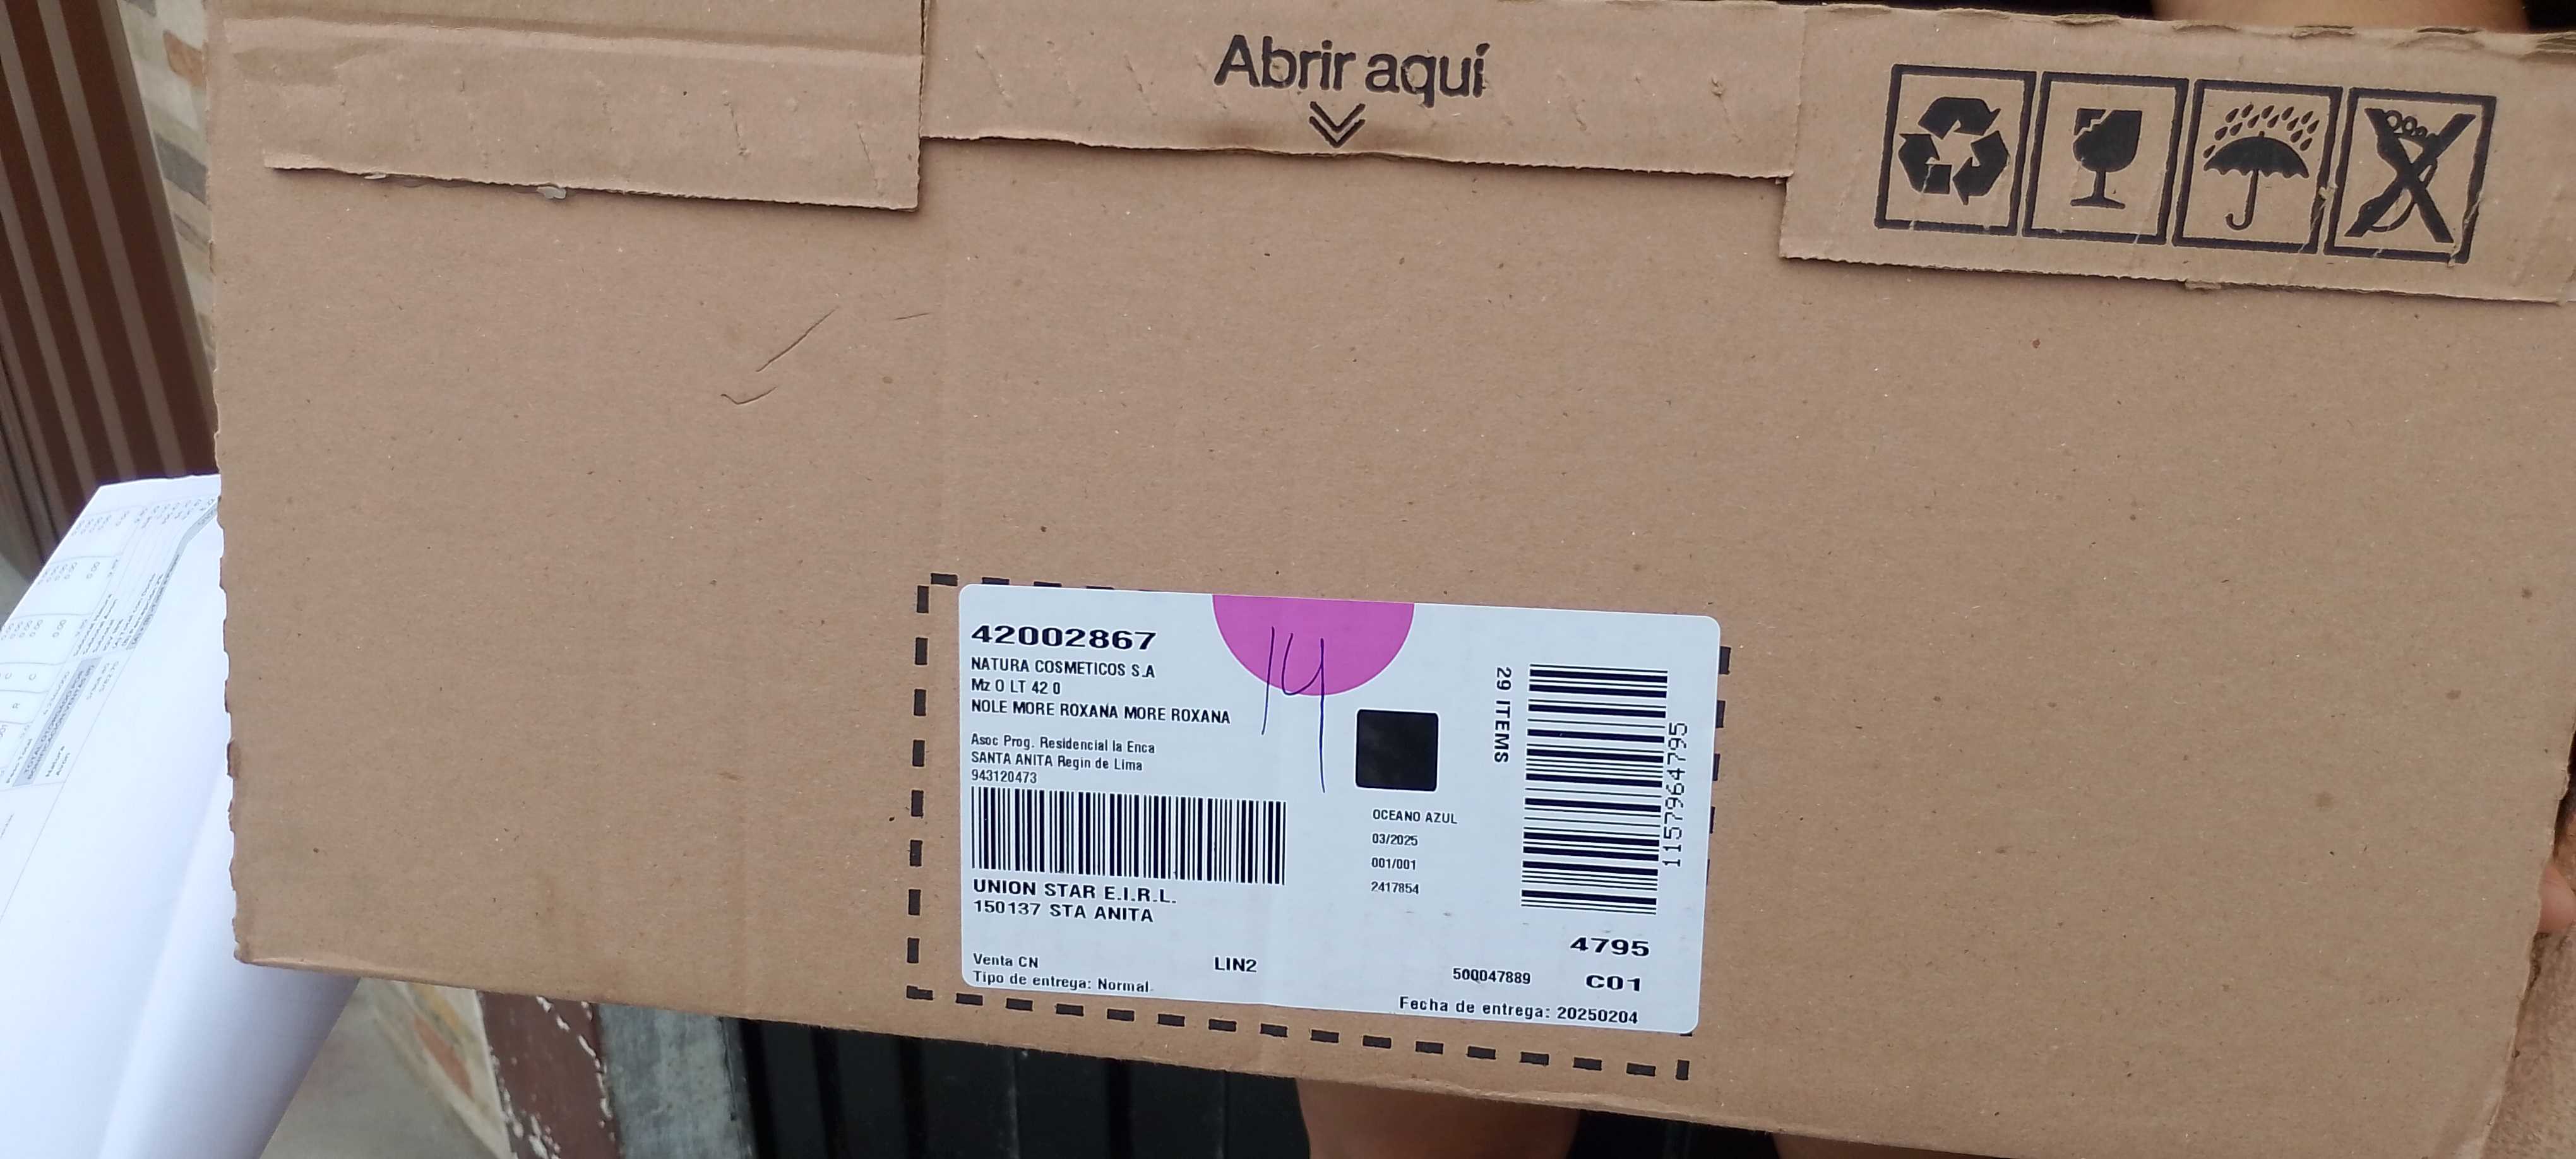 Abrir aquí
42002867
NATURA COSMETICOS S.A
Mz O LT 42 0
NOLE MORE ROXANA MORE ROXANA
Asoc Prog. Residencial la Enca
SANTA ANITA Regin de Lima
943120473
UNION STAR E.I.R.L.
150137 STA ANITA
Venta CN
Tipo de entrega: Normal
LIN2
14
OCEANO AZUL
03/2025
001/001
2417854
29 ITEMS
1157964795
4795
500047889
C01
Fecha de entrega: 20250204